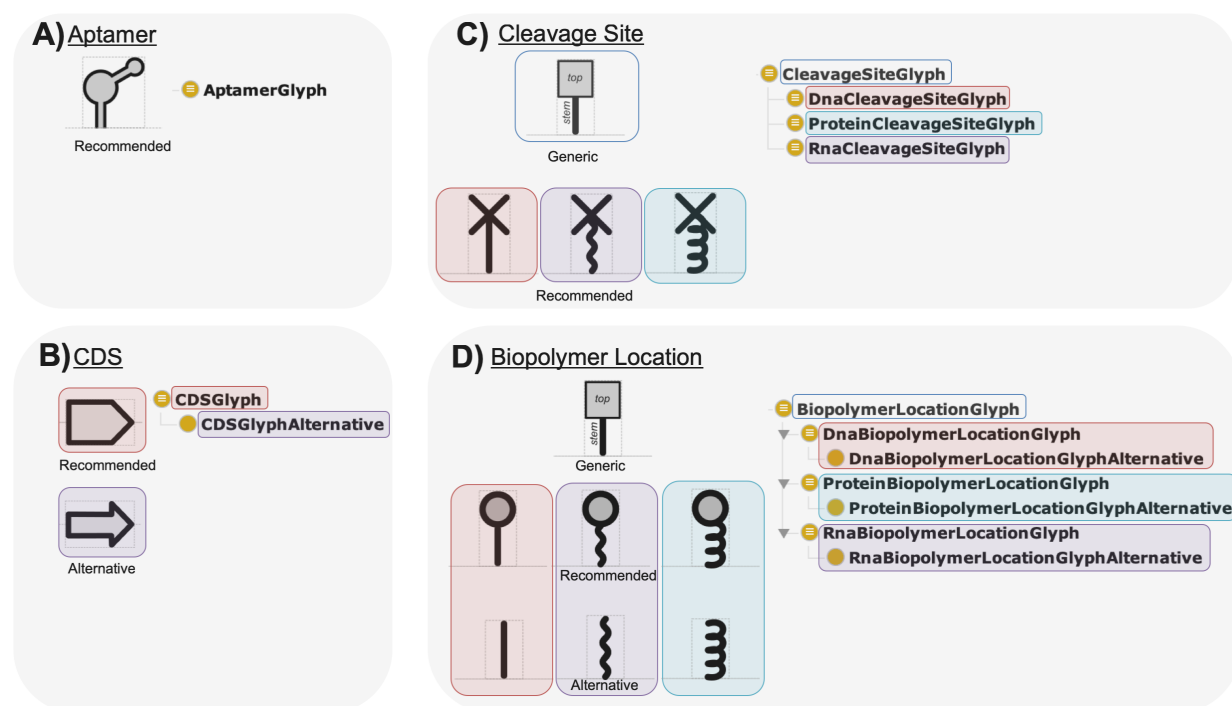 A) Aptamer
AptamerGlyph
Recommended
B) CDS
CDSGlyph
CDSGlyphAlternative
Recommended
Alternative
C) Cleavage Site
top
stem
Generic
CleavageSiteGlyph
DnaCleavageSiteGlyph
ProteinCleavageSiteGlyph
RnaCleavageSiteGlyph
Recommended
D) Biopolymer Location
top
stem
Generic
BiopolymerLocationGlyph
DnaBiopolymerLocationGlyph
DnaBiopolymerLocationGlyphAlternative
ProteinBiopolymerLocationGlyph
ProteinBiopolymerLocationGlyphAlternative
RnaBiopolymerLocationGlyph
RnaBiopolymerLocationGlyphAlternative
Recommended
Alternative